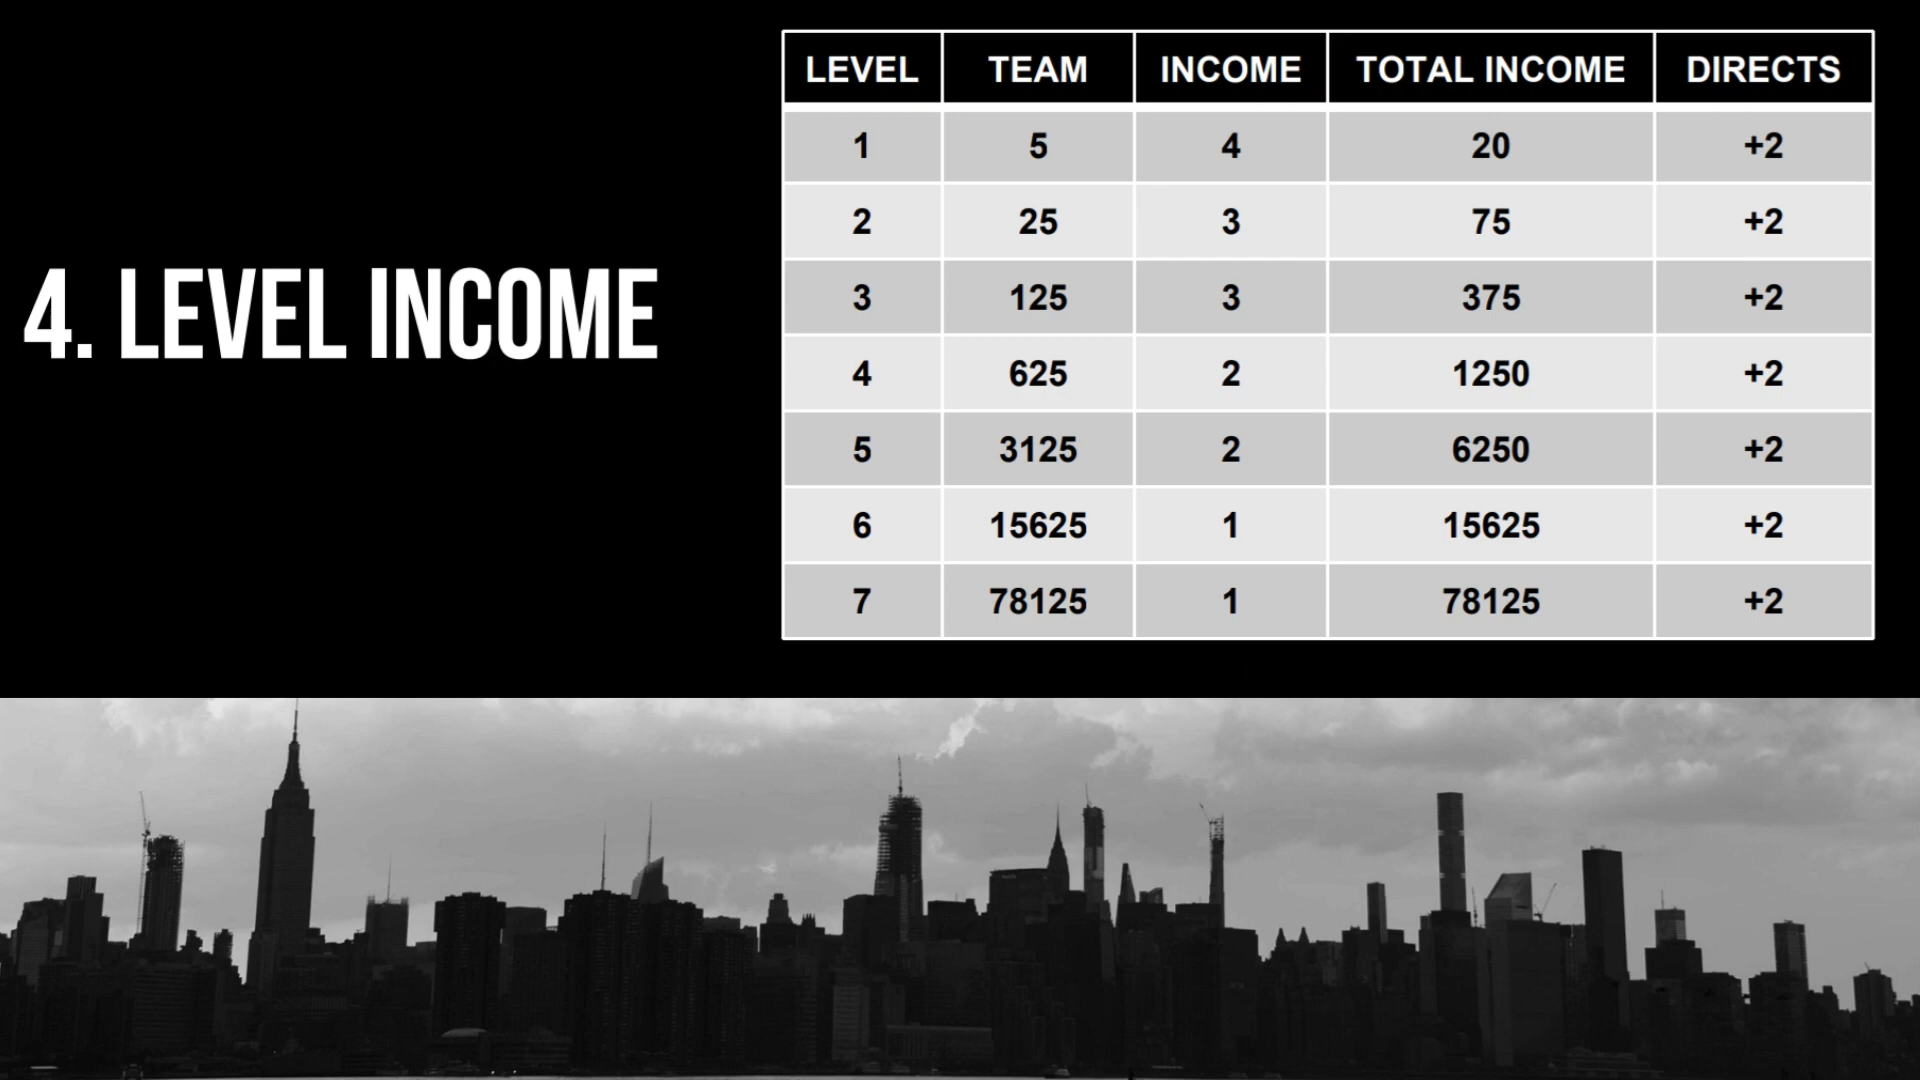 4. LEVEL INCOME
LEVEL TEAM INCOME TOTAL INCOME DIRECTS
1 5 4 20 +2
2 25 3 75 +2
3 125 3 375 +2
4 625 2 1250 +2
5 3125 2 6250 +2
6 15625 1 15625 +2
7 78125 1 78125 +2